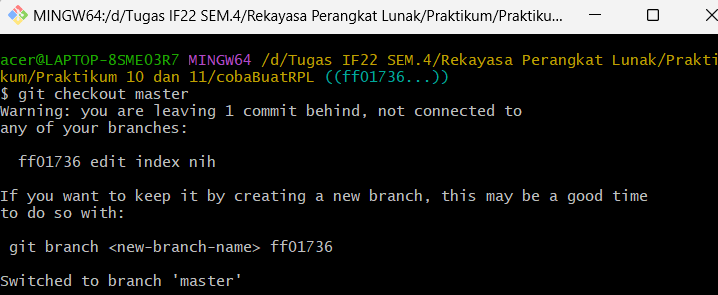 MINGW64:/d/Tugas IF22 SEM.4/Rekayasa Perangkat Lunak/Praktikum/Praktiku...
acer@LAPTOP-8SME03R7 MINGW64 /d/Tugas IF22 SEM.4/Rekayasa Perangkat Lunak/Prakti
kum/Praktikum 10 dan 11/cobaBuatRPL ((ff01736...))
$ git checkout master
Warning: you are leaving 1 commit behind, not connected to
any of your branches:
ff01736 edit index nih
If you want to keep it by creating a new branch, this may be a good time
to do so with:
git branch <new-branch-name> ff01736
Switched to branch 'master'